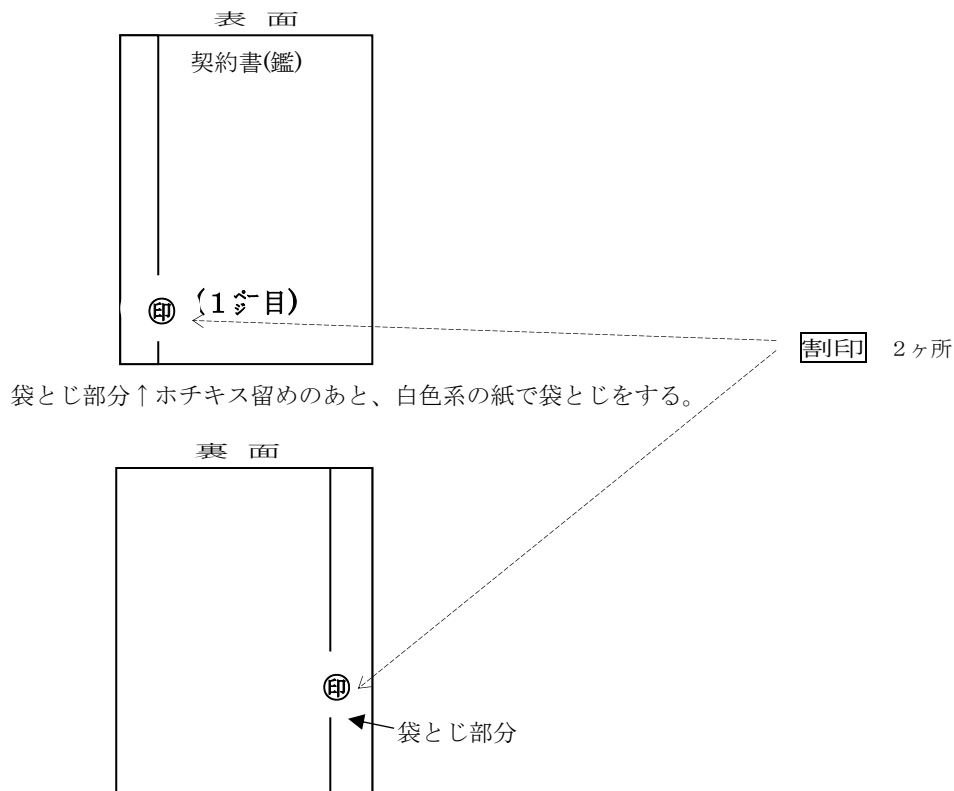 表 面
契約書(鑑)
㊞ (1ページ目)
割印 2ヶ所
袋とじ部分↑ホチキス留めのあと、白色系の紙で袋とじをする。
裏 面
㊞
袋とじ部分